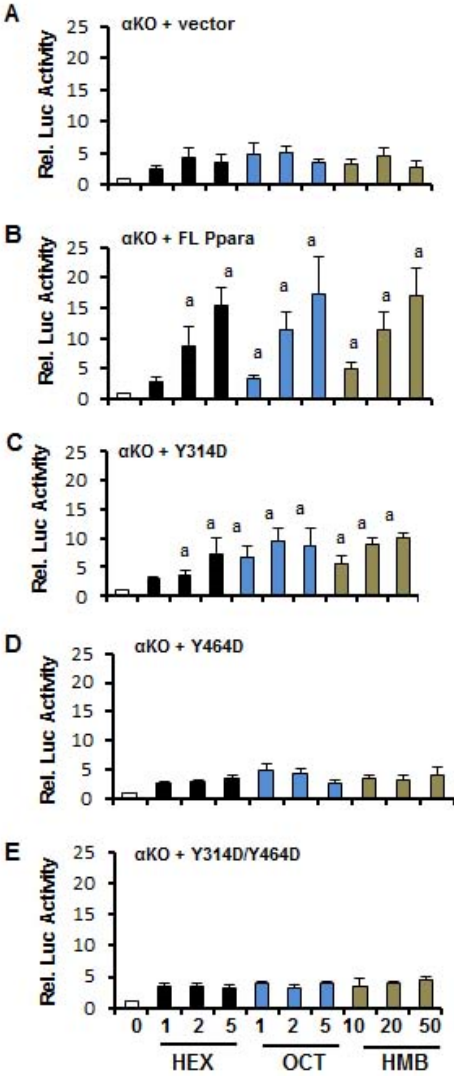 A
αKO + vector
Rel. Luc Activity
25
20
15
10
5
0
B
αKO + FL Ppara
Rel. Luc Activity
25
20
15
10
5
0
a
a
a
a
a
a
a
a
C
αKO + Y314D
Rel. Luc Activity
25
20
15
10
5
0
a
a
a
a
a
a
a
a
D
αKO + Y464D
Rel. Luc Activity
25
20
15
10
5
0
E
αKO + Y314D/Y464D
Rel. Luc Activity
25
20
15
10
5
0
0 1 2 5 1 2 5 10 20 50
HEX OCT HMB